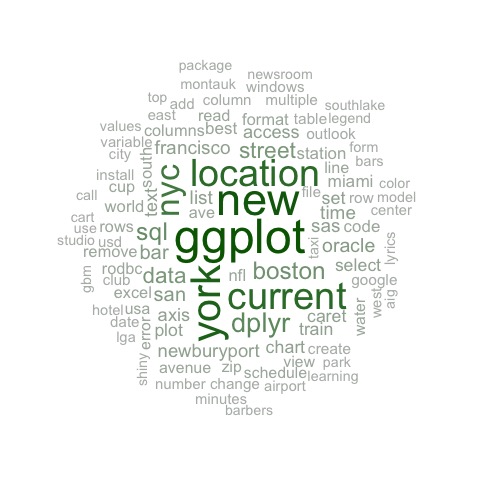 package
newsroom
montauk windows
top add column multiple southlake
east read format table legend
values columns best access outlook
variable francisco street station form
city south line bars
install nyc location miami color
call cup text list new file set row model
world ave time center
cart rows sql ggplot taxi sas code
use
studio usd remove bar oracle lyrics
gbm rodbc data york nfl boston select google
club
excel san current west aig
hotel usa axis dplyr caret water
date error plot train
lga newburyport chart create
shiny avenue zip schedule view park
number change airport learning
minutes
barbers